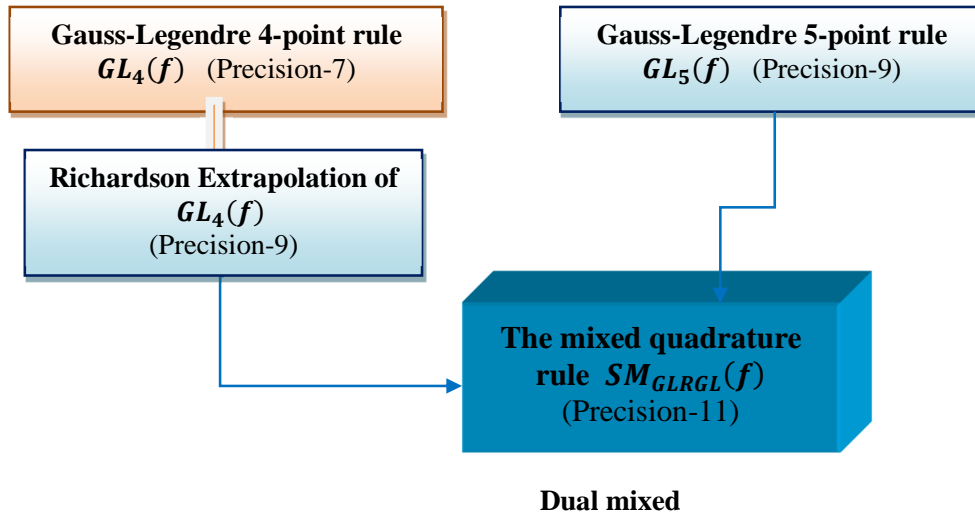 Gauss-Legendre 4-point rule
GL₄(f) (Precision-7)
Gauss-Legendre 5-point rule
GL₅(f) (Precision-9)
Richardson Extrapolation of
GL₄(f)
(Precision-9)
The mixed quadrature
rule SM_GLRGL(f)
(Precision-11)
Dual mixed